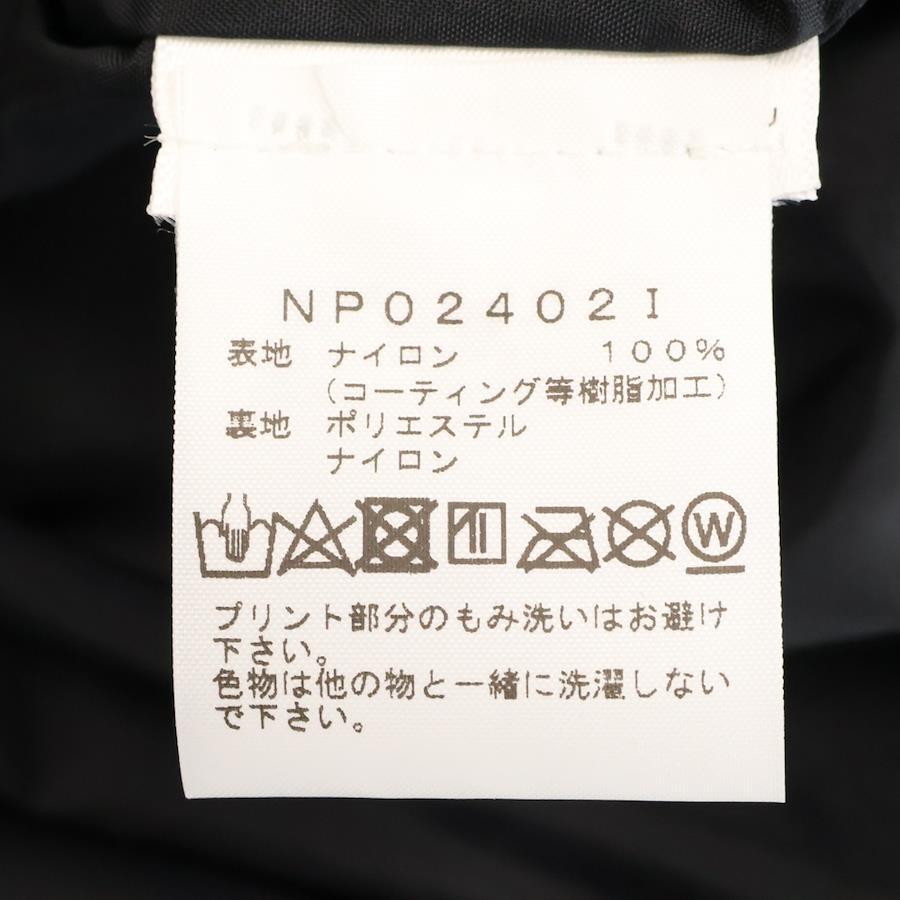 NP02402I
表地 ナイロン 100%
(コーティング等樹脂加工)
裏地 ポリエステル
ナイロン
W
プリント部分のもみ洗いはお避け
下さい。
色物は他の物と一緒に洗濯しない
で下さい。